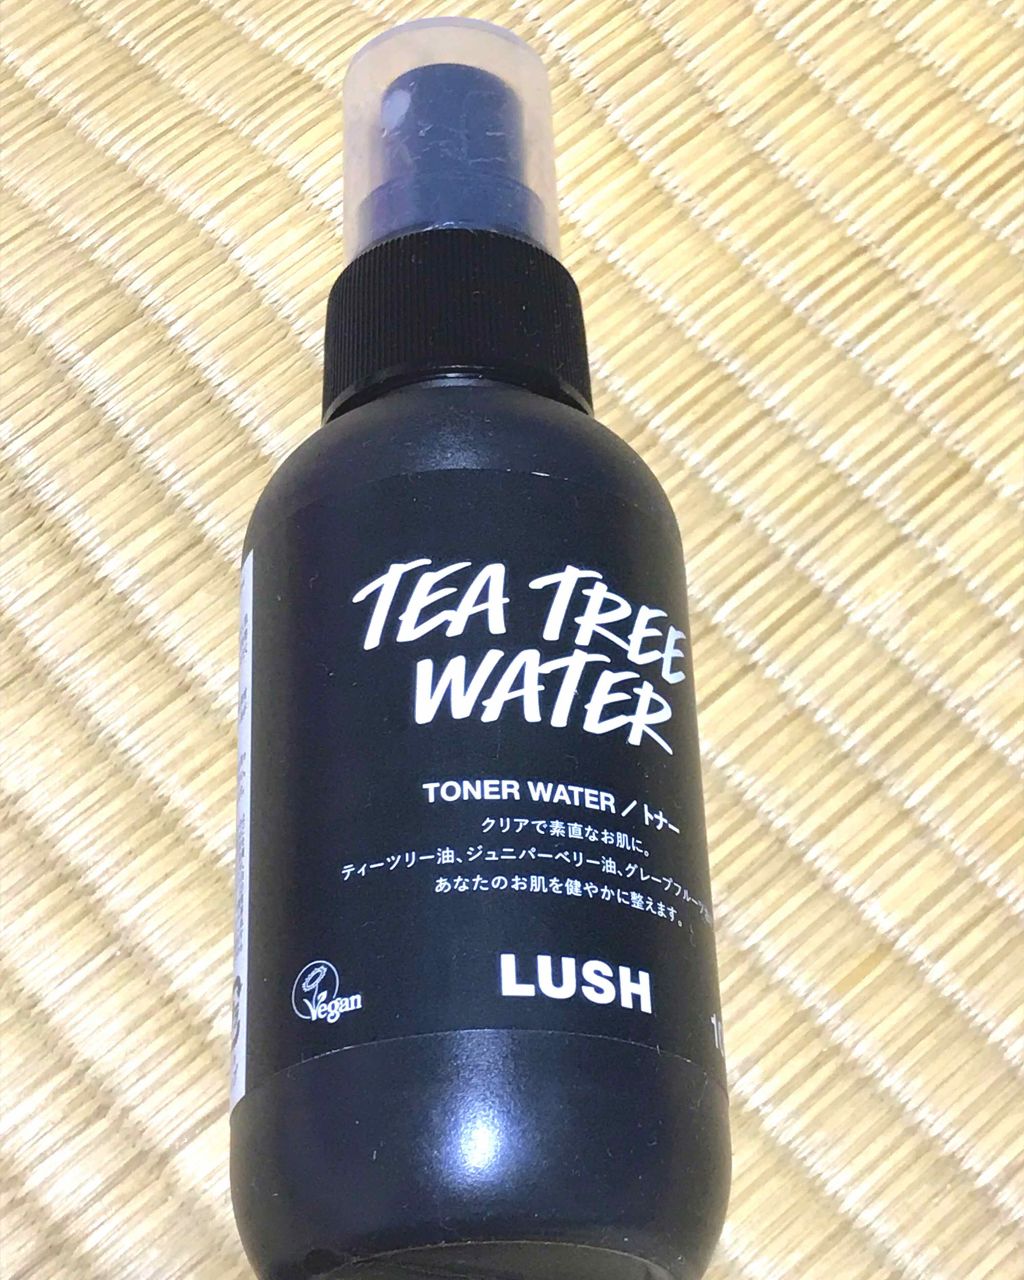 TEA TREE
WATER
TONER WATER／トナー
クリアで素直なお肌に。
ティーツリー油、ジュニパーベリー油、グレープフルーツ
あなたのお肌を健やかに整えます。
Vegan
LUSH